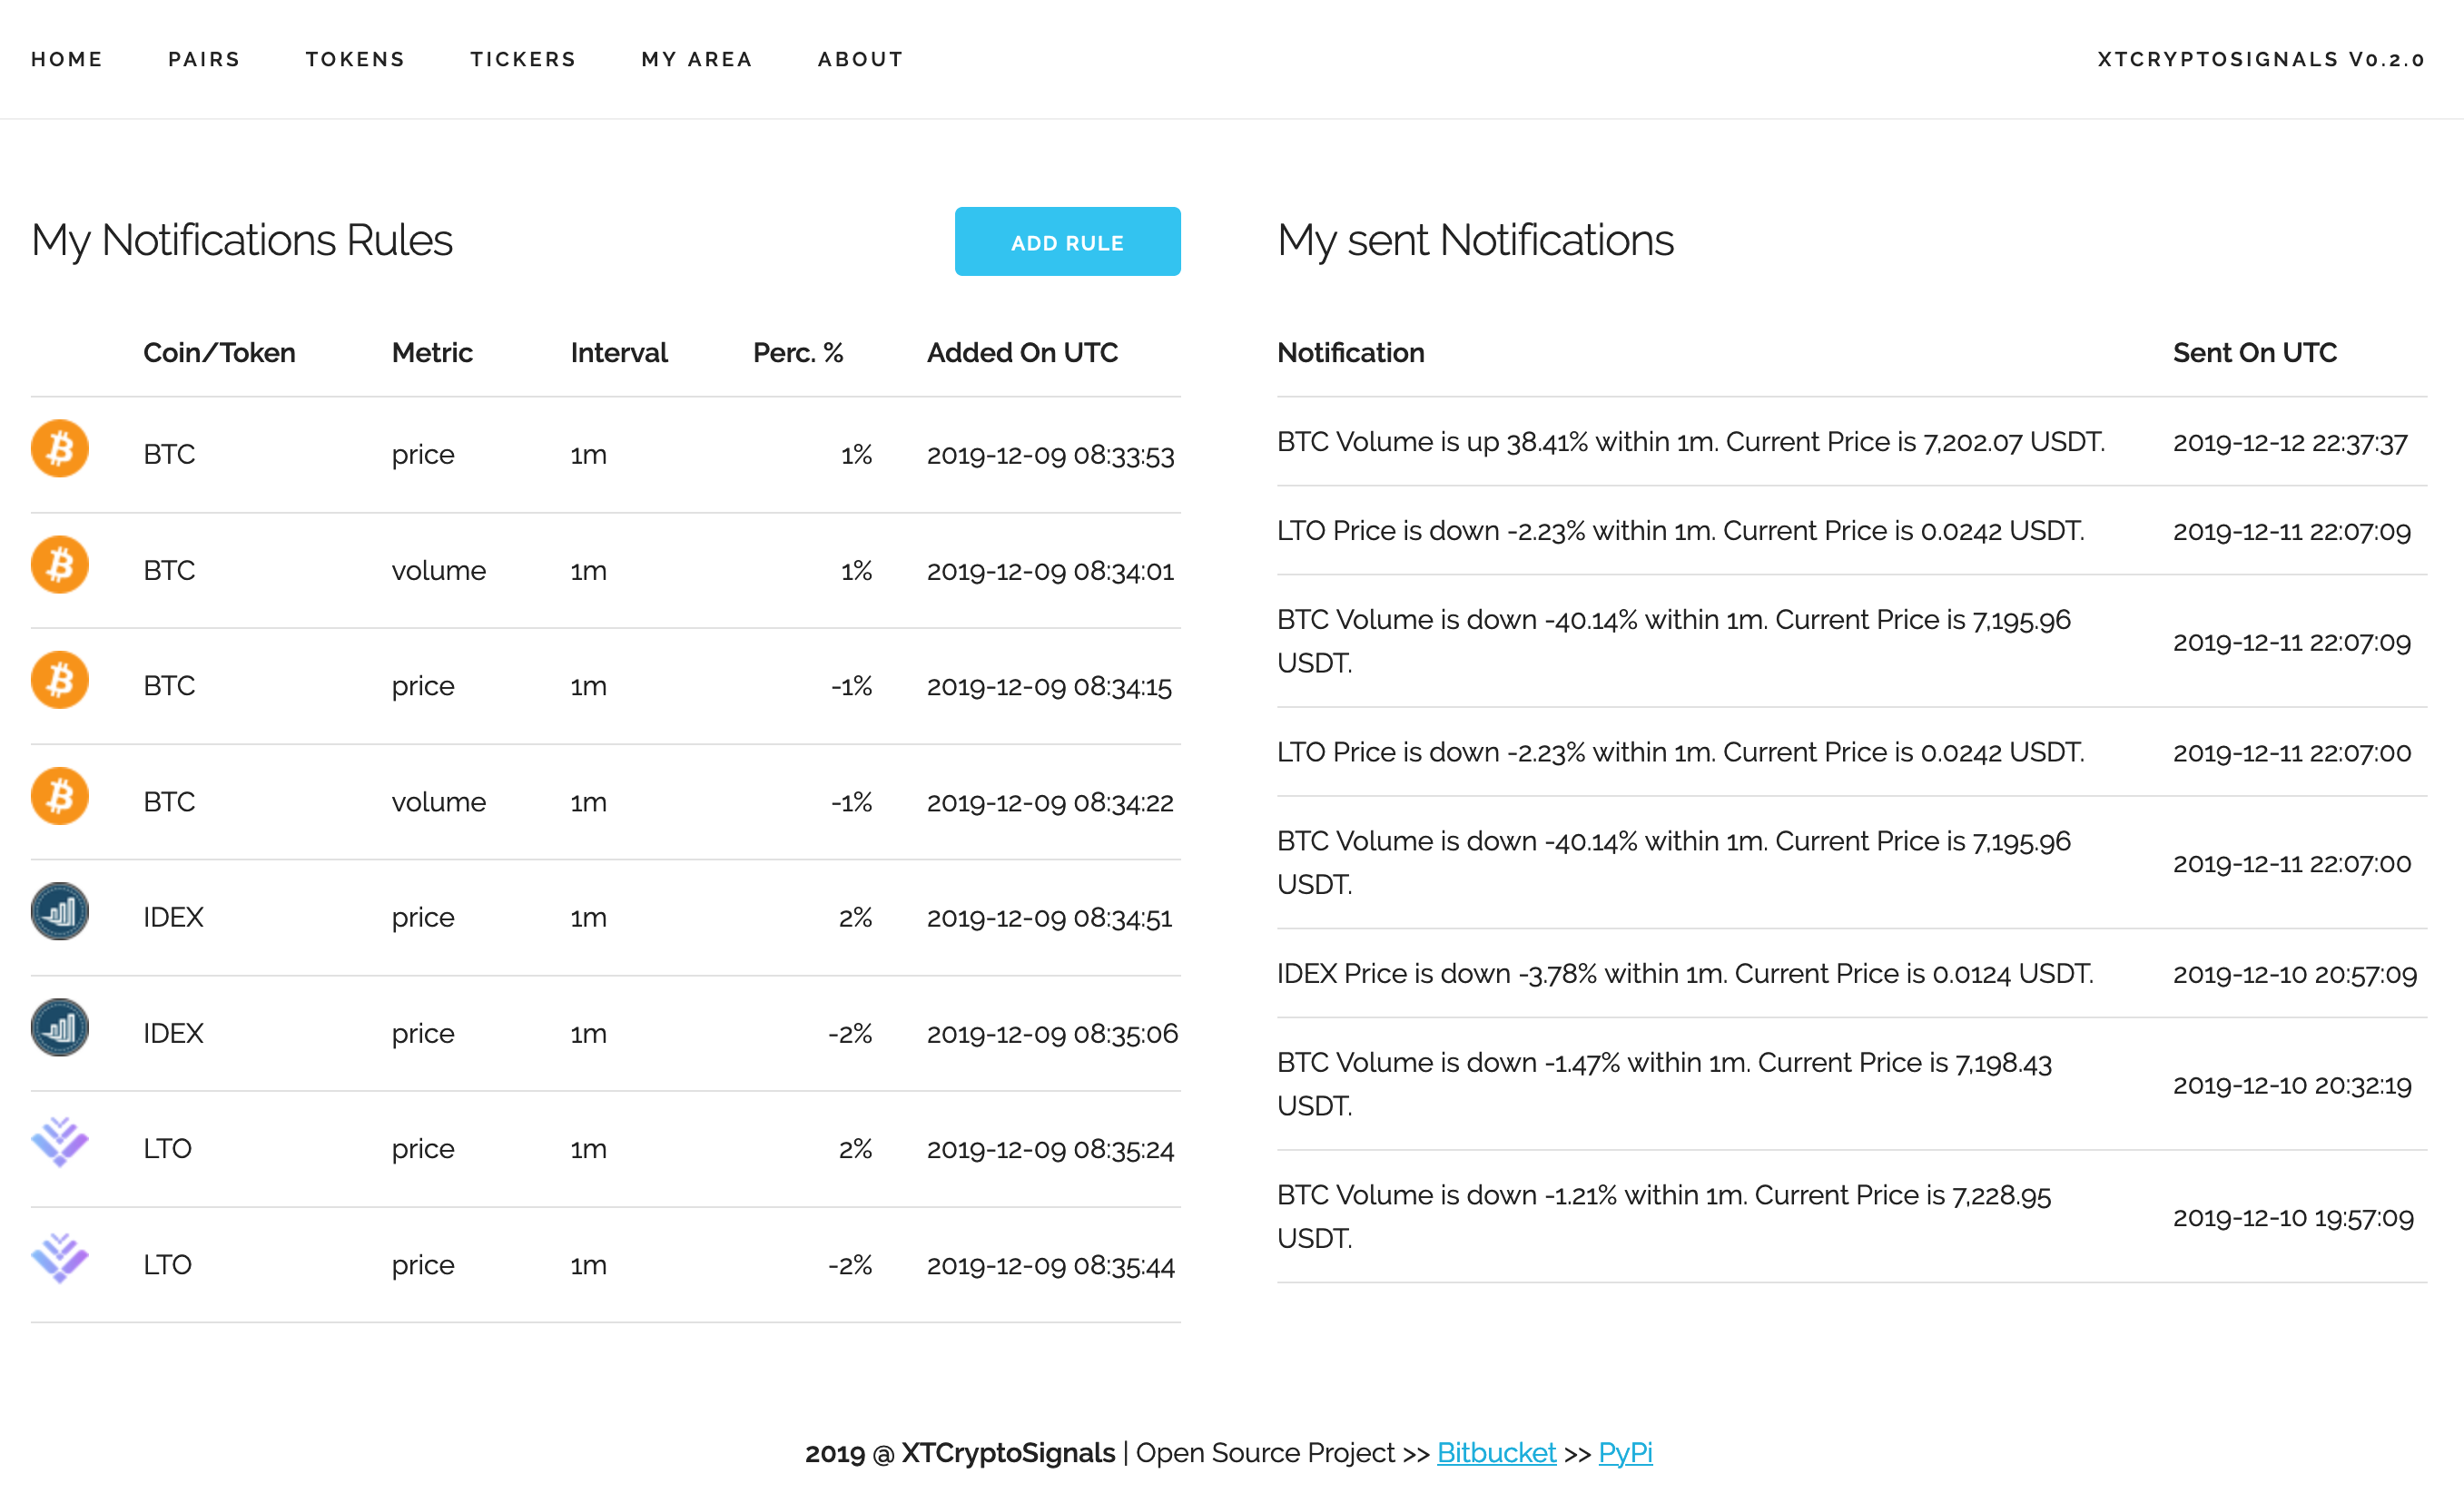 HOME PAIRS TOKENS TICKERS MY AREA ABOUT XTCRYPTOSIGNALS V0.2.0
My Notifications Rules
ADD RULE
Coin/Token Metric Interval Perc. % Added On UTC
BTC price 1m 1% 2019-12-09 08:33:53
BTC volume 1m 1% 2019-12-09 08:34:01
BTC price 1m -1% 2019-12-09 08:34:15
BTC volume 1m -1% 2019-12-09 08:34:22
IDEX price 1m 2% 2019-12-09 08:34:51
IDEX price 1m -2% 2019-12-09 08:35:06
LTO price 1m 2% 2019-12-09 08:35:24
LTO price 1m -2% 2019-12-09 08:35:44
My sent Notifications
Notification Sent On UTC
BTC Volume is up 38.41% within 1m. Current Price is 7,202.07 USDT. 2019-12-12 22:37:37
LTO Price is down -2.23% within 1m. Current Price is 0.0242 USDT. 2019-12-11 22:07:09
BTC Volume is down -40.14% within 1m. Current Price is 7,195.96
USDT. 2019-12-11 22:07:09
LTO Price is down -2.23% within 1m. Current Price is 0.0242 USDT. 2019-12-11 22:07:00
BTC Volume is down -40.14% within 1m. Current Price is 7,195.96
USDT. 2019-12-11 22:07:00
IDEX Price is down -3.78% within 1m. Current Price is 0.0124 USDT. 2019-12-10 20:57:09
BTC Volume is down -1.47% within 1m. Current Price is 7,198.43
USDT. 2019-12-10 20:32:19
BTC Volume is down -1.21% within 1m. Current Price is 7,228.95
USDT. 2019-12-10 19:57:09
2019 @ XTCryptoSignals | Open Source Project >> Bitbucket >> PyPi